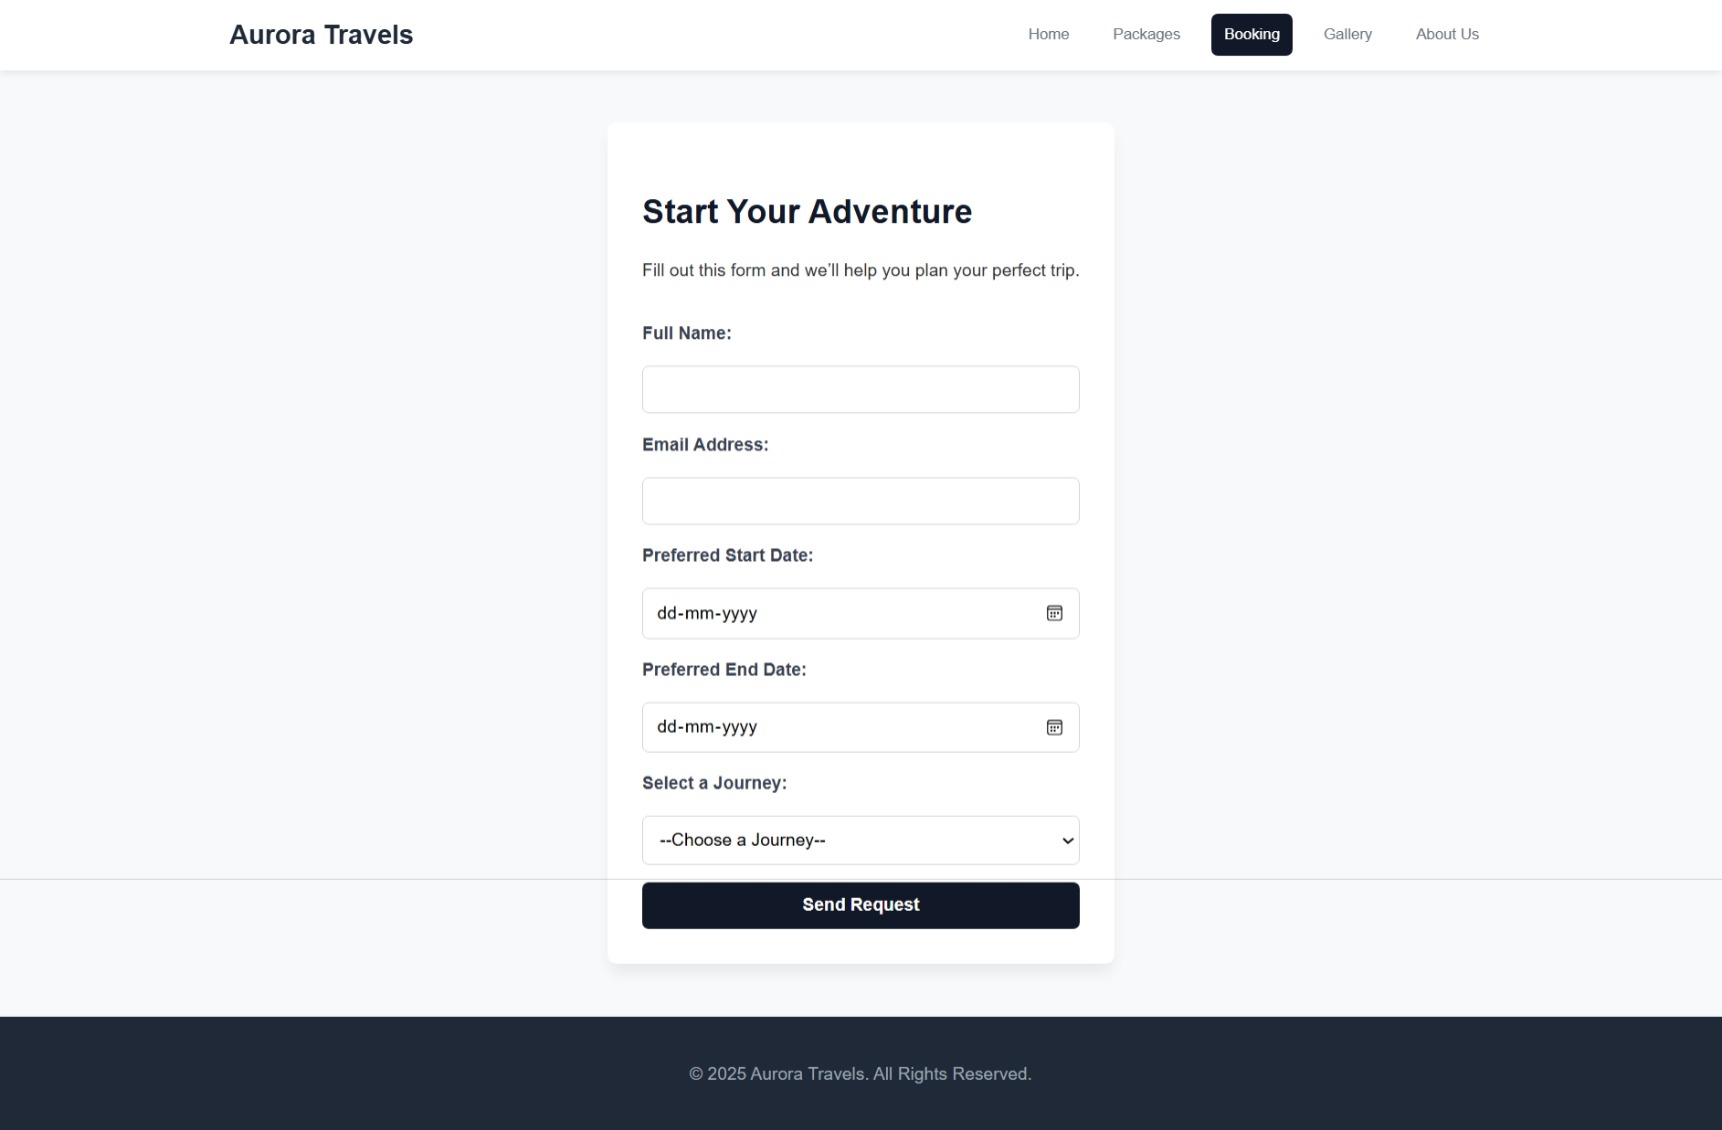 Aurora Travels
Home
Packages
Booking
Gallery
About Us
Start Your Adventure
Fill out this form and we'll help you plan your perfect trip.
Full Name:
Email Address:
Preferred Start Date:
dd-mm-yyyy
Preferred End Date:
dd-mm-yyyy
Select a Journey:
--Choose a Journey--
Send Request
© 2025 Aurora Travels. All Rights Reserved.